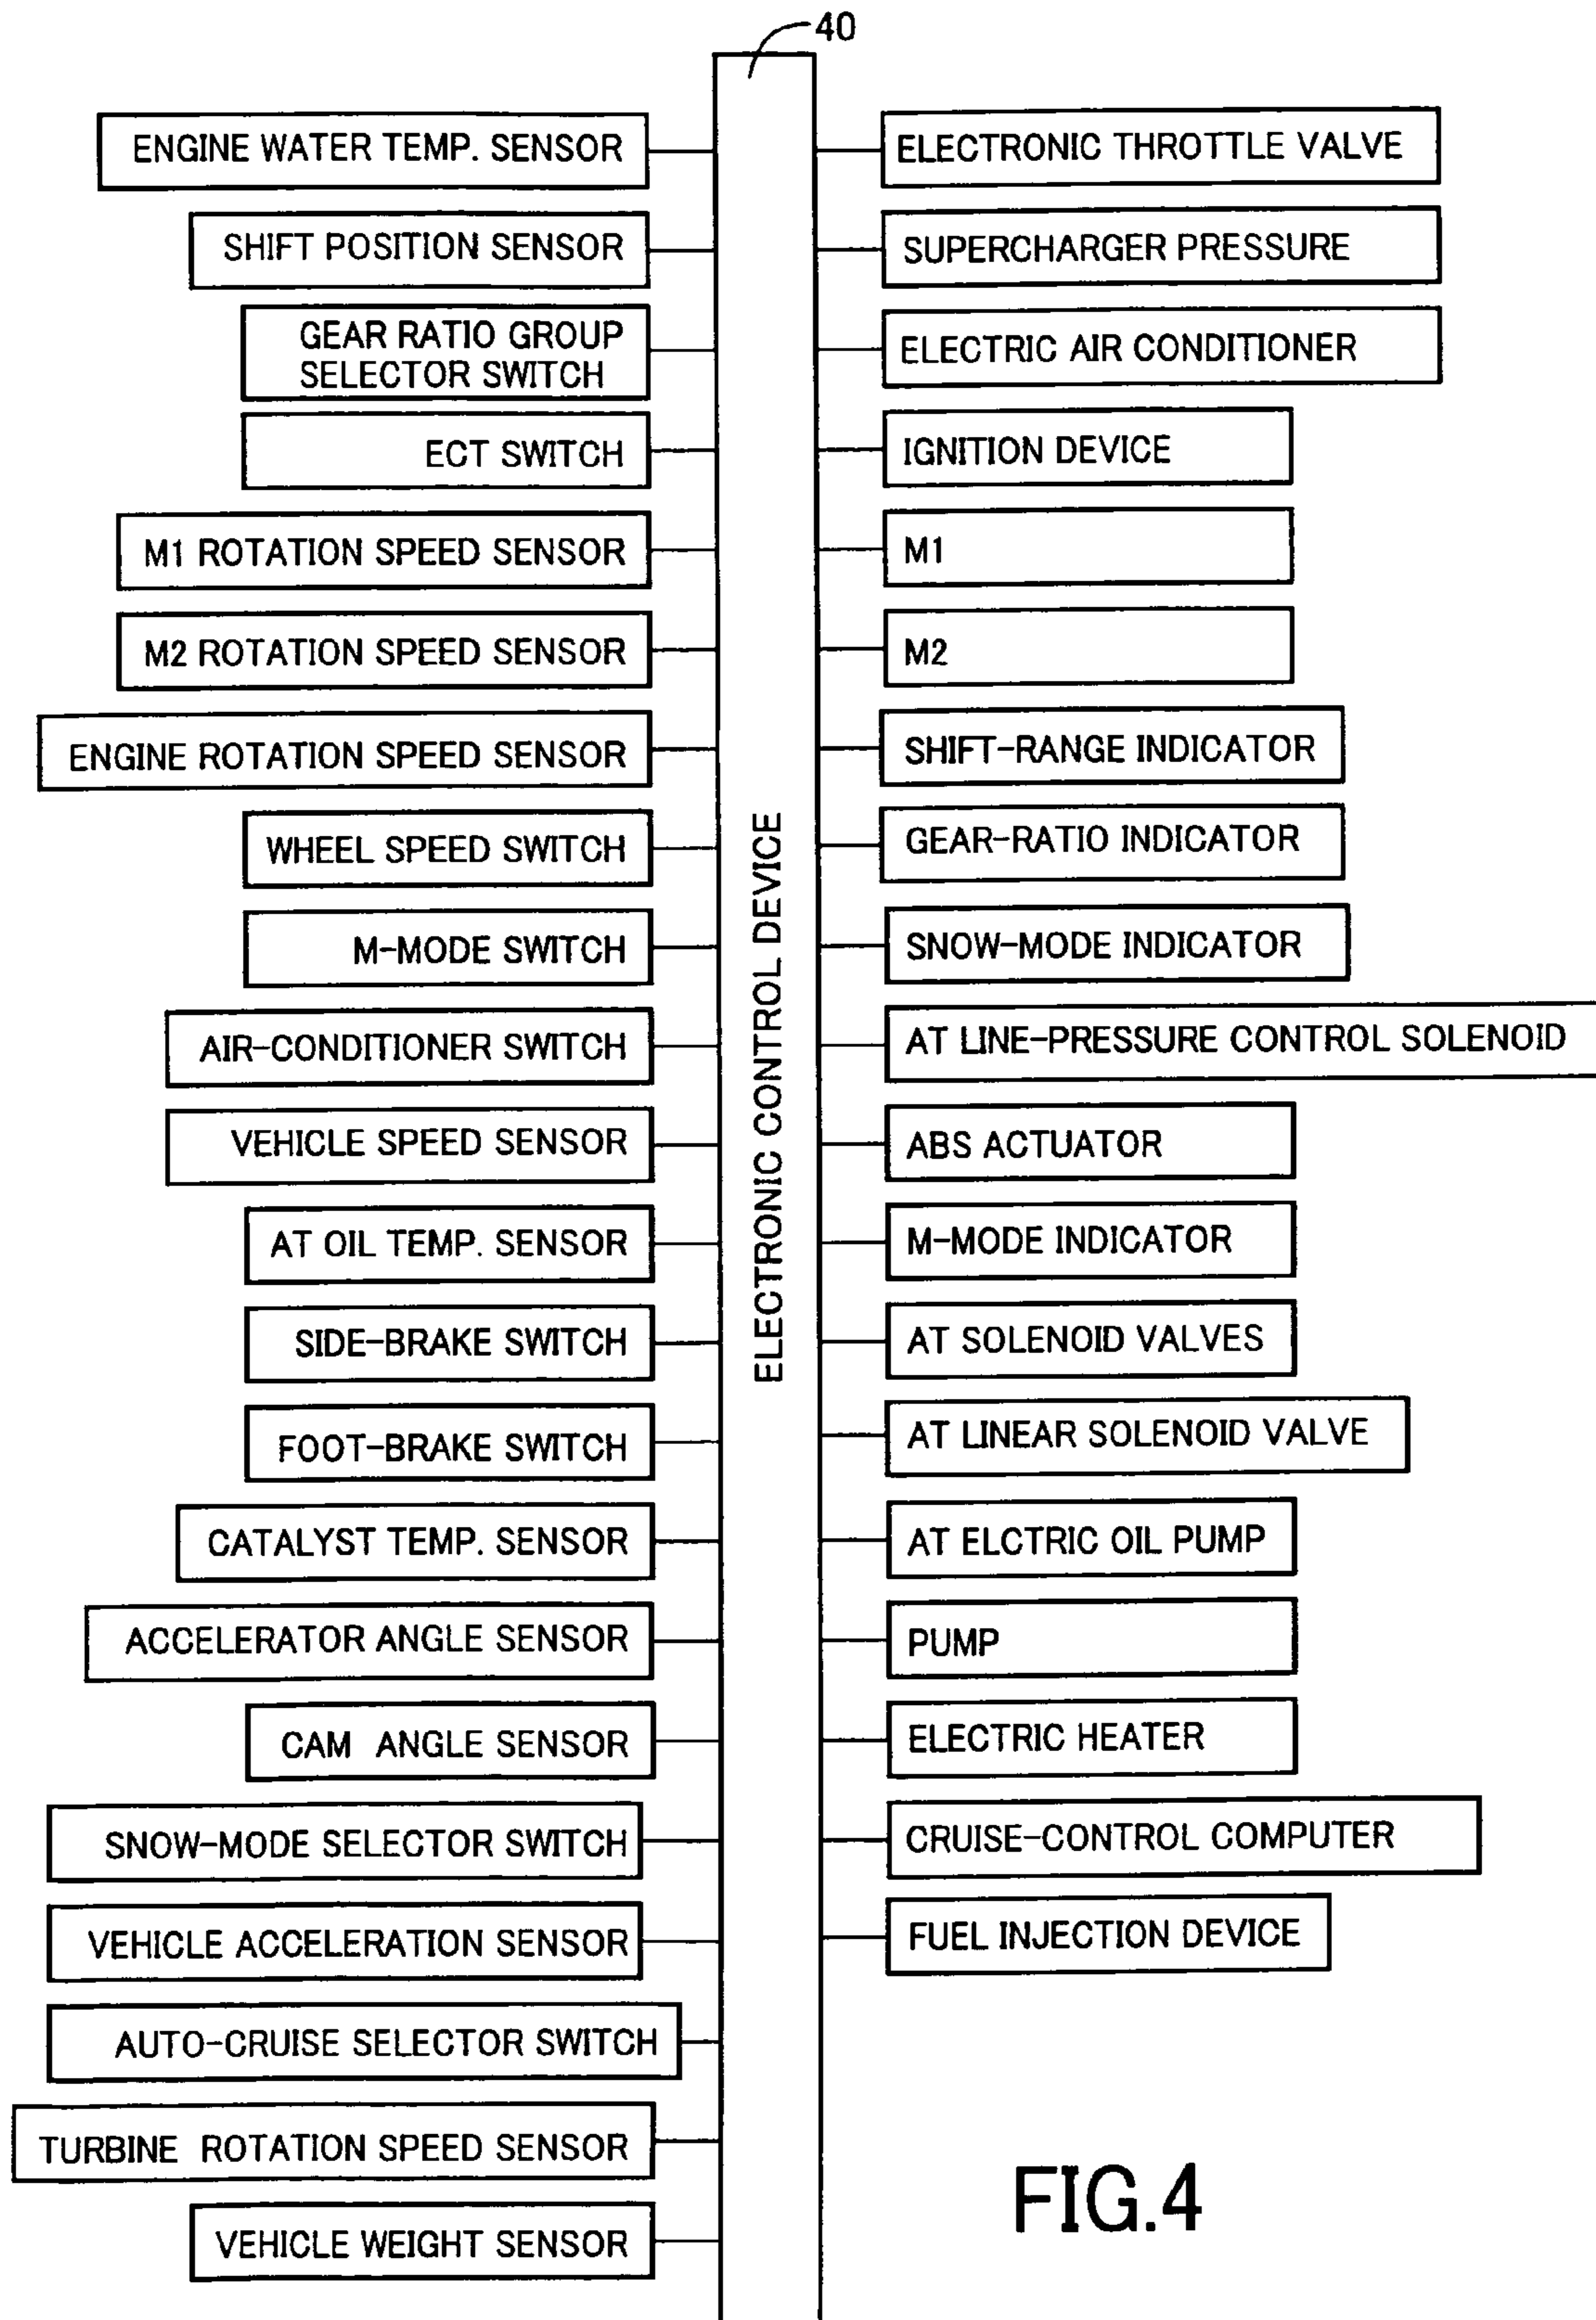 40
ENGINE WATER TEMP. SENSOR
SHIFT POSITION SENSOR
GEAR RATIO GROUP
SELECTOR SWITCH
ECT SWITCH
M1 ROTATION SPEED SENSOR
M2 ROTATION SPEED SENSOR
ENGINE ROTATION SPEED SENSOR
WHEEL SPEED SWITCH
M-MODE SWITCH
AIR-CONDITIONER SWITCH
VEHICLE SPEED SENSOR
AT OIL TEMP. SENSOR
SIDE-BRAKE SWITCH
FOOT-BRAKE SWITCH
CATALYST TEMP. SENSOR
ACCELERATOR ANGLE SENSOR
CAM ANGLE SENSOR
SNOW-MODE SELECTOR SWITCH
VEHICLE ACCELERATION SENSOR
AUTO-CRUISE SELECTOR SWITCH
TURBINE ROTATION SPEED SENSOR
VEHICLE WEIGHT SENSOR
ELECTRONIC CONTROL DEVICE
ELECTRONIC THROTTLE VALVE
SUPERCHARGER PRESSURE
ELECTRIC AIR CONDITIONER
IGNITION DEVICE
M1
M2
SHIFT-RANGE INDICATOR
GEAR-RATIO INDICATOR
SNOW-MODE INDICATOR
AT LINE-PRESSURE CONTROL SOLENOID
ABS ACTUATOR
M-MODE INDICATOR
AT SOLENOID VALVES
AT LINEAR SOLENOID VALVE
AT ELCTRIC OIL PUMP
PUMP
ELECTRIC HEATER
CRUISE-CONTROL COMPUTER
FUEL INJECTION DEVICE
FIG.4